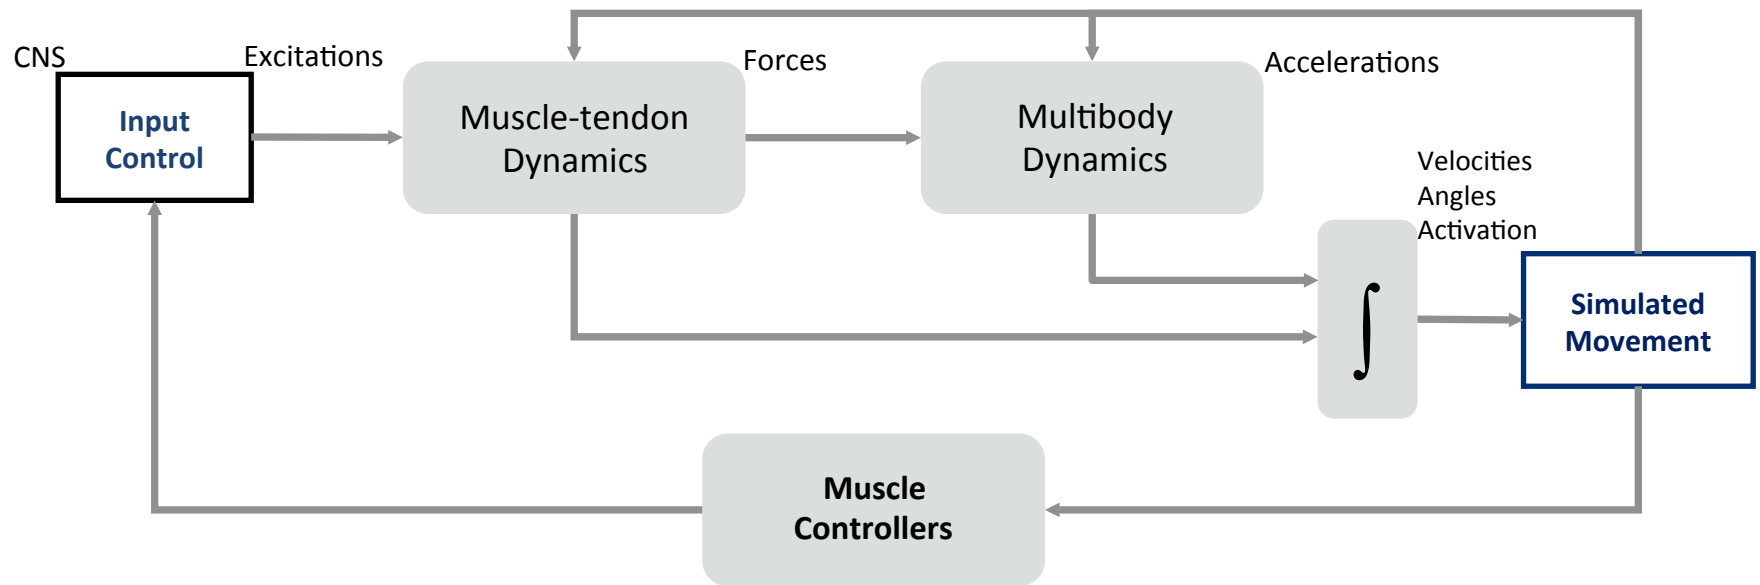 CNS
Excitations
Forces
Accelerations
Input
Control
Muscle-tendon
Dynamics
Multibody
Dynamics
Velocities
Angles
Activation
∫
Simulated
Movement
Muscle
Controllers